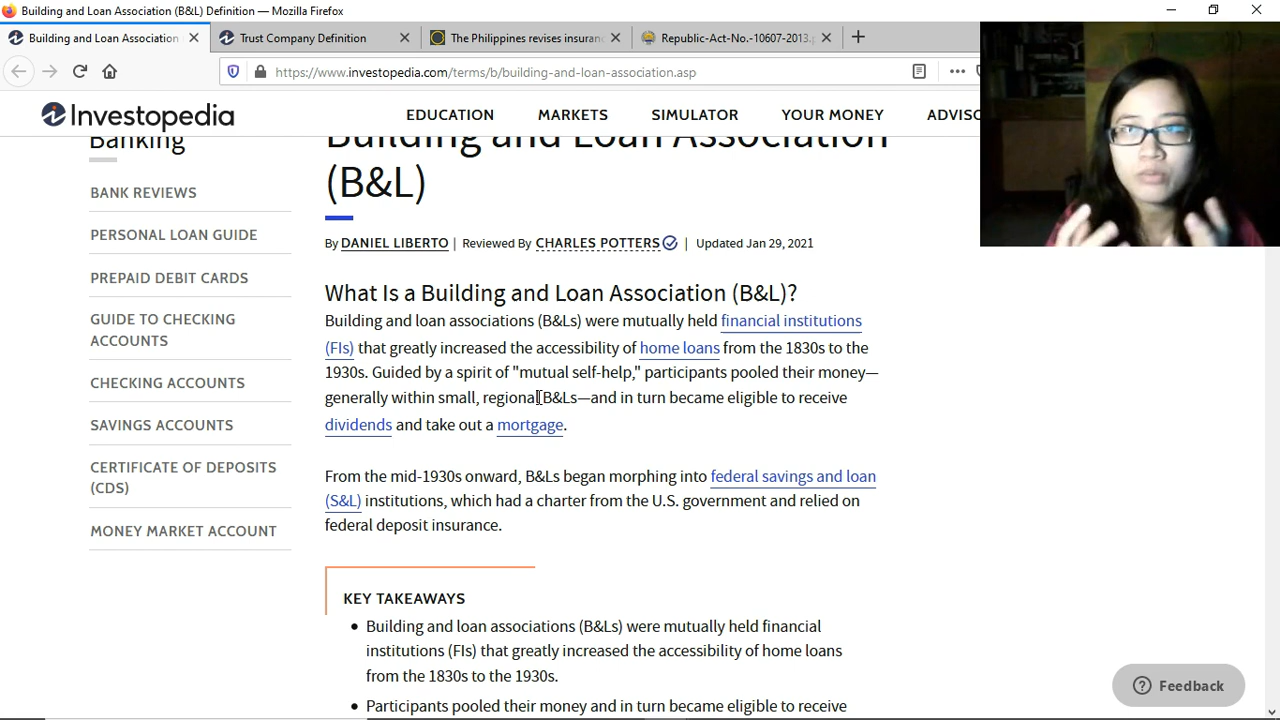 Building and Loan Association (B&L) Definition — Mozilla Firefox
Building and Loan Association
Trust Company Definition
The Philippines revises insuran
Republic-Act-No.-10607-2013.p
https://www.investopedia.com/terms/b/building-and-loan-association.asp
Investopedia
EDUCATION
MARKETS
SIMULATOR
YOUR MONEY
ADVISO
Banking
BANK REVIEWS
PERSONAL LOAN GUIDE
PREPAID DEBIT CARDS
GUIDE TO CHECKING
ACCOUNTS
CHECKING ACCOUNTS
SAVINGS ACCOUNTS
CERTIFICATE OF DEPOSITS
(CDS)
MONEY MARKET ACCOUNT
Building and Loan Association
(B&L)
By DANIEL LIBERTO | Reviewed By CHARLES POTTERS | Updated Jan 29, 2021
What Is a Building and Loan Association (B&L)?
Building and loan associations (B&Ls) were mutually held financial institutions
(FIs) that greatly increased the accessibility of home loans from the 1830s to the
1930s. Guided by a spirit of "mutual self-help," participants pooled their money—
generally within small, regional B&Ls—and in turn became eligible to receive
dividends and take out a mortgage.
From the mid-1930s onward, B&Ls began morphing into federal savings and loan
(S&L) institutions, which had a charter from the U.S. government and relied on
federal deposit insurance.
KEY TAKEAWAYS
• Building and loan associations (B&Ls) were mutually held financial
institutions (FIs) that greatly increased the accessibility of home loans
from the 1830s to the 1930s.
• Participants pooled their money and in turn became eligible to receive
Feedback